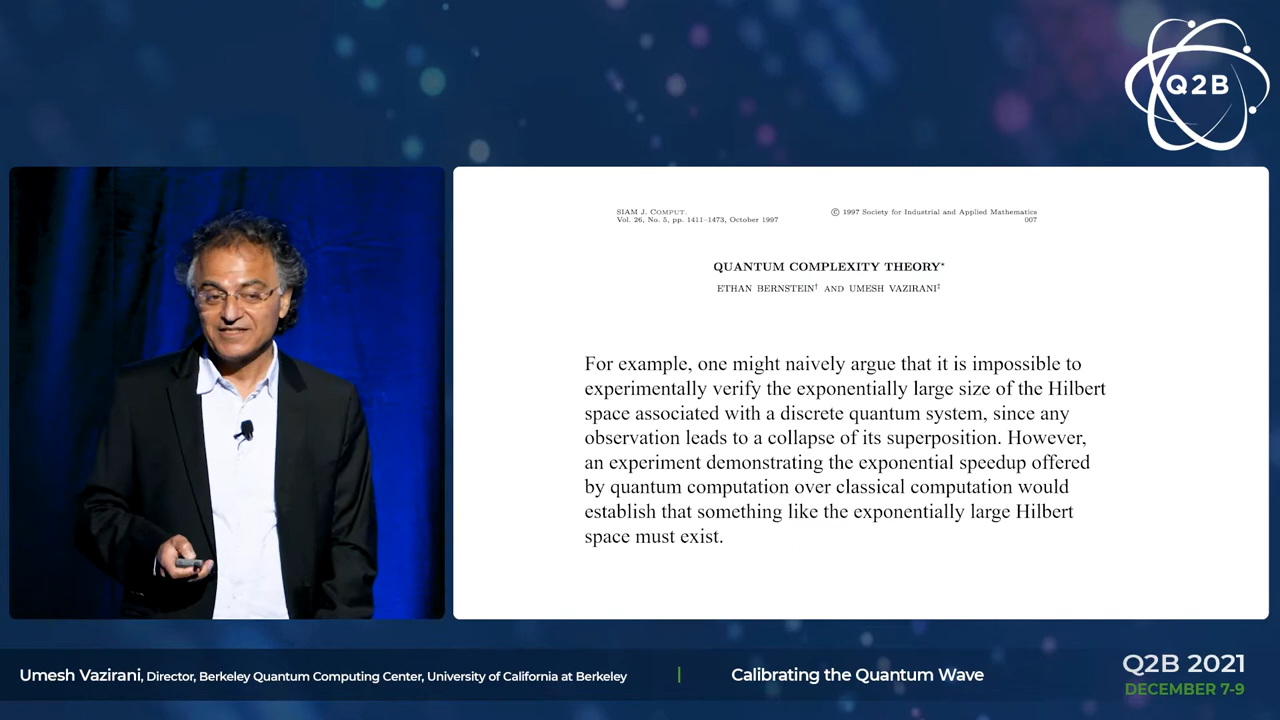 Q2B
SIAM J. COMPUT.
Vol. 26, No. 5, pp. 1411–1473, October 1997
© 1997 Society for Industrial and Applied Mathematics
007
QUANTUM COMPLEXITY THEORY*
ETHAN BERNSTEIN† AND UMESH VAZIRANI‡
For example, one might naively argue that it is impossible to
experimentally verify the exponentially large size of the Hilbert
space associated with a discrete quantum system, since any
observation leads to a collapse of its superposition. However,
an experiment demonstrating the exponential speedup offered
by quantum computation over classical computation would
establish that something like the exponentially large Hilbert
space must exist.
Umesh Vazirani, Director, Berkeley Quantum Computing Center, University of California at Berkeley
Calibrating the Quantum Wave
Q2B 2021
DECEMBER 7-9